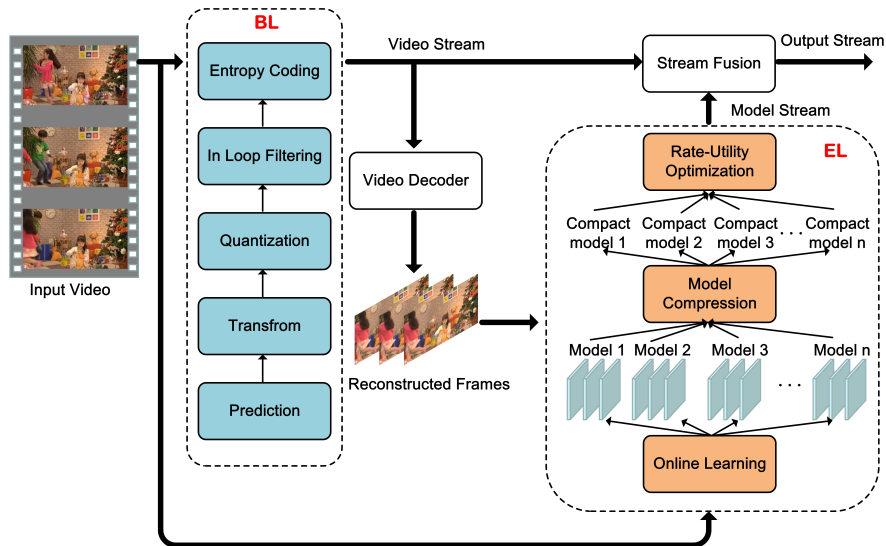 BL
Video Stream
Output Stream
Entropy Coding
Stream Fusion
Model Stream
EL
In Loop Filtering
Rate-Utility
Optimization
Video Decoder
Compact
model 1
Compact
model 2
Compact
model 3
. . .
Compact
model n
Quantization
Input Video
Model
Compression
Transfrom
Model 1
Model 2
Model 3
Model n
. . .
Reconstructed Frames
Prediction
Online Learning